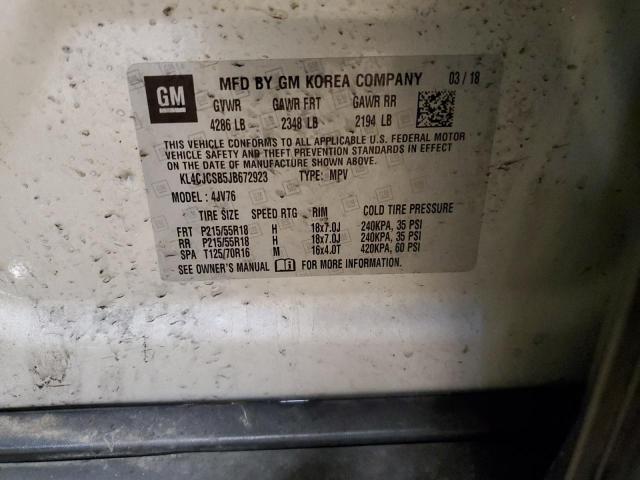 GM
MFD BY GM KOREA COMPANY 03/18
GVWR GAWR FRT GAWR RR
4286 LB 2348 LB 2194 LB
THIS VEHICLE CONFORMS TO ALL APPLICABLE U.S. FEDERAL MOTOR
VEHICLE SAFETY, BUMPER, AND THEFT PREVENTION STANDARDS IN
EFFECT ON THE DATE OF MANUFACTURE SHOWN ABOVE.
KL4CJCSB5JB672923 TYPE: MPV
MODEL: 4JV76
TIRE SIZE SPEED RTG RIM COLD TIRE PRESSURE
FRT P215/55R18 H 18x7.0J 240KPA, 35 PSI
RR P215/55R18 H 18x7.0J 240KPA, 35 PSI
SPA T125/70R16 M 16x4.0T 420KPA, 60 PSI
SEE OWNER'S MANUAL FOR MORE INFORMATION.